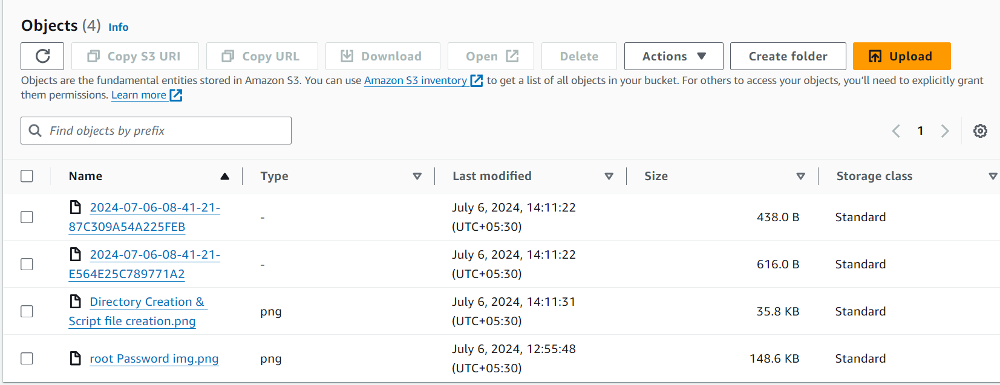 Objects (4) Info
Copy S3 URI Copy URL Download Open Delete Actions Create folder Upload
Objects are the fundamental entities stored in Amazon S3. You can use Amazon S3 inventory to get a list of all objects in your bucket. For others to access your objects, you’ll need to explicitly grant
them permissions. Learn more
Find objects by prefix
1
Name Type Last modified Size Storage class
2024-07-06-08-41-21-
87C309A54A225FEB
-
July 6, 2024, 14:11:22
(UTC+05:30)
438.0 B
Standard
2024-07-06-08-41-21-
E564E25C789771A2
-
July 6, 2024, 14:11:22
(UTC+05:30)
616.0 B
Standard
Directory Creation &
Script file creation.png
png
July 6, 2024, 14:11:31
(UTC+05:30)
35.8 KB
Standard
root Password img.png
png
July 6, 2024, 12:55:48
(UTC+05:30)
148.6 KB
Standard